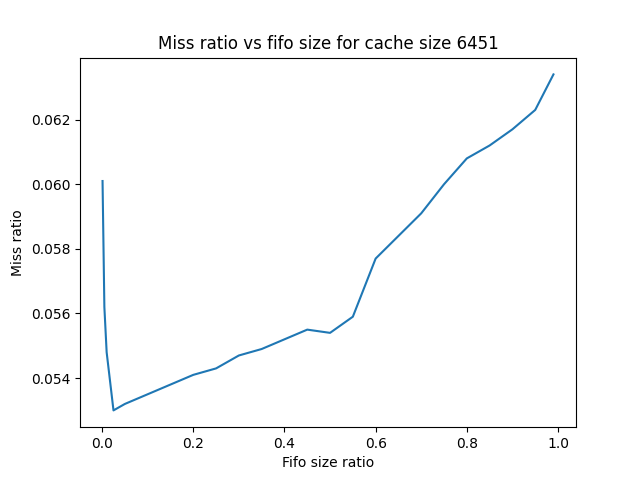 Miss ratio vs fifo size for cache size 6451
0.062
0.060
0.058
0.056
0.054
Miss ratio
0.0 0.2 0.4 0.6 0.8 1.0
Fifo size ratio